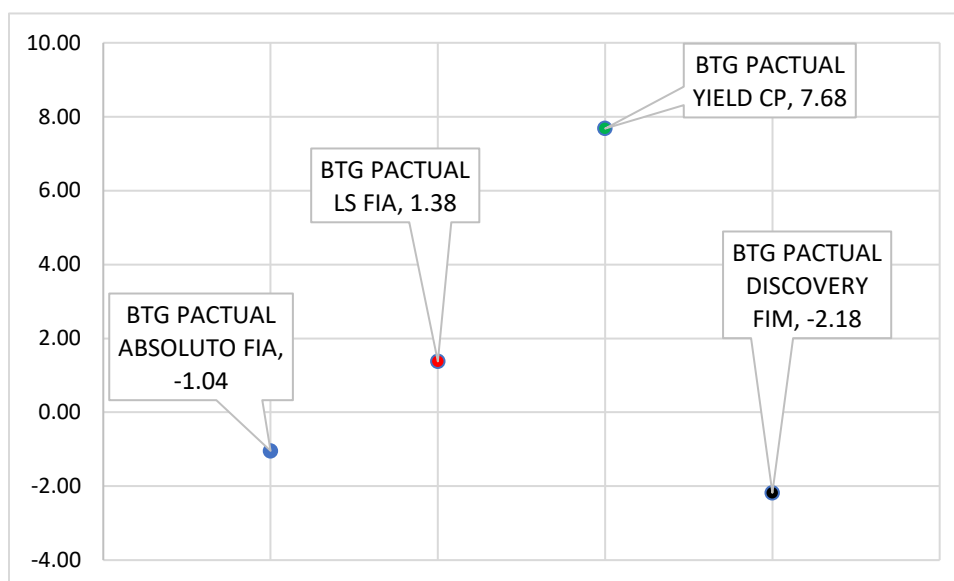 10.00
8.00
6.00
4.00
2.00
0.00
-2.00
-4.00
BTG PACTUAL
YIELD CP, 7.68
BTG PACTUAL
LS FIA, 1.38
BTG PACTUAL
DISCOVERY
FIM, -2.18
BTG PACTUAL
ABSOLUTO FIA,
-1.04